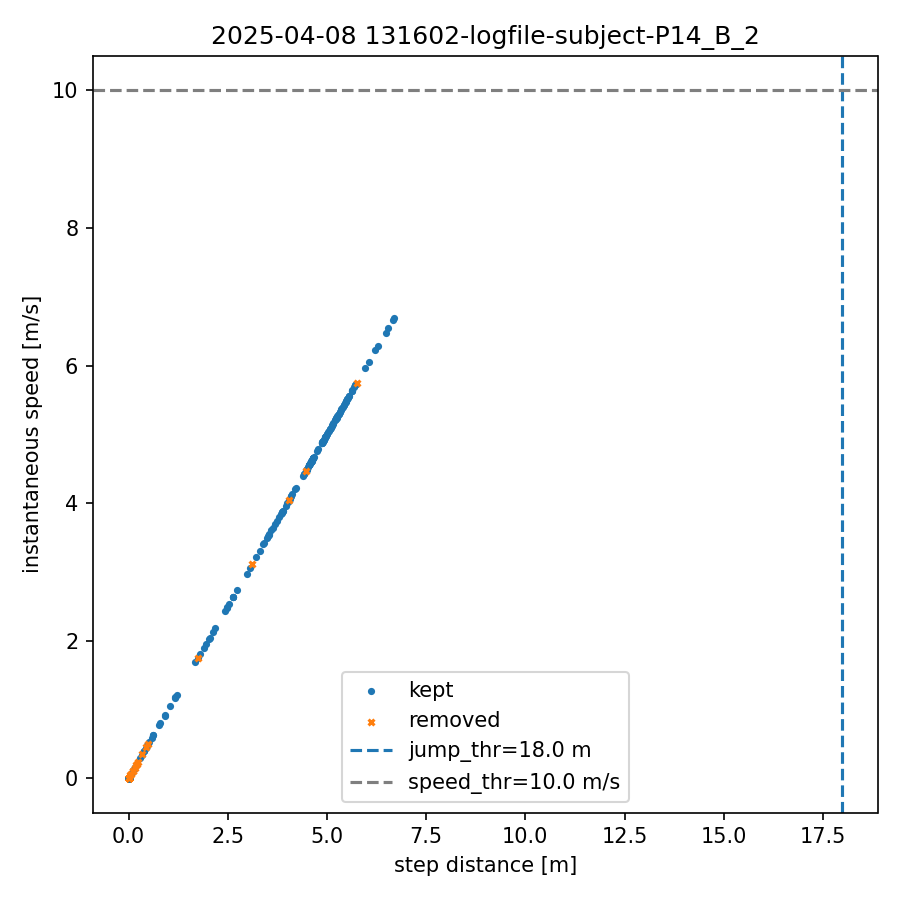 2025-04-08 131602-logfile-subject-P14_B_2
10
8
6
4
2
0
instantaneous speed [m/s]
kept
removed
jump_thr=18.0 m
speed_thr=10.0 m/s
0.0 2.5 5.0 7.5 10.0 12.5 15.0 17.5
step distance [m]